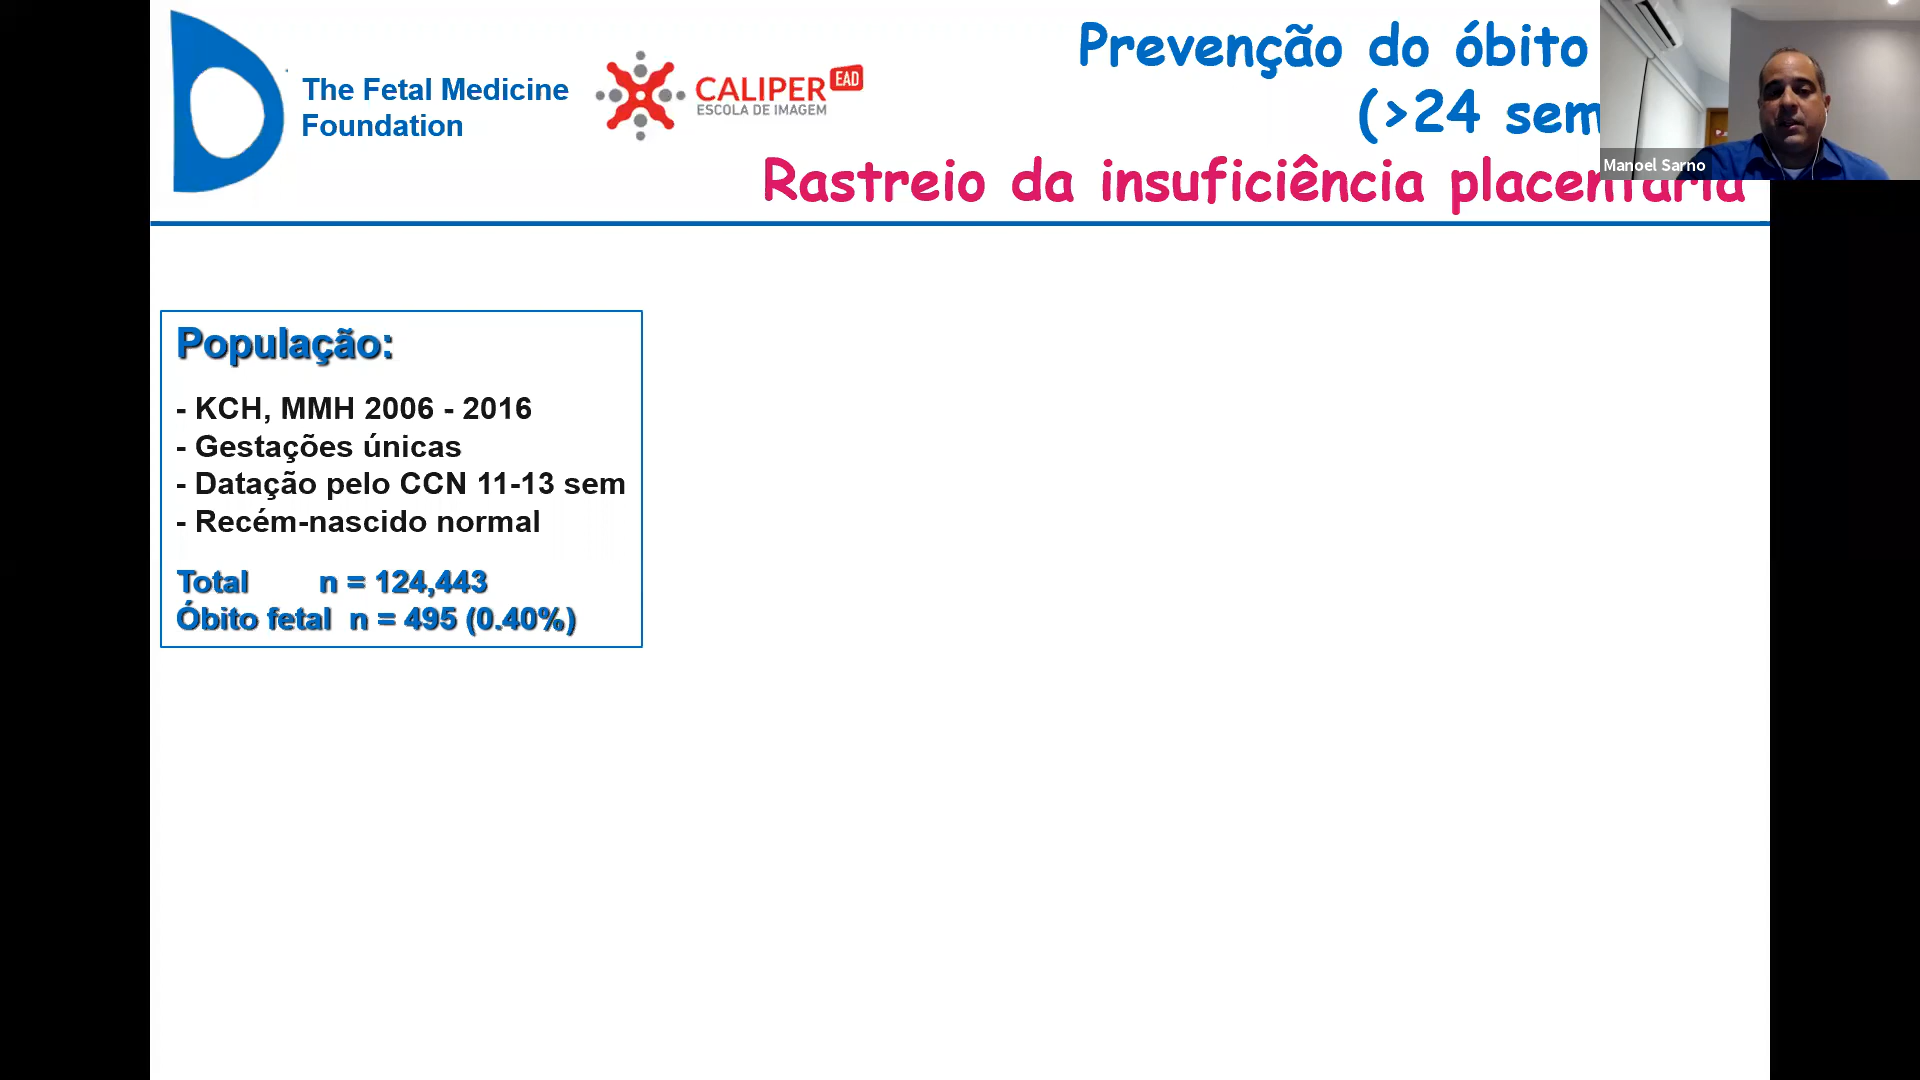 The Fetal Medicine
Foundation
CALIPER EAD
ESCOLA DE IMAGEM
Prevenção do óbito
(>24 sem
Rastreio da insuficiência placentária
Manoel Sarno
População:
- KCH, MMH 2006 - 2016
- Gestações únicas
- Datação pelo CCN 11-13 sem
- Recém-nascido normal
Total n = 124,443
Óbito fetal n = 495 (0.40%)